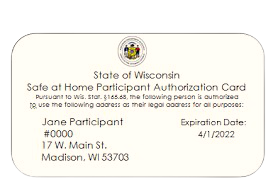 State of Wisconsin
Safe at Home Participant Authorization Card
Pursuant to Wis. Stat. §165.68, the following person is authorized
to use the following address as their legal address for all purposes:
Jane Participant
Expiration Date:
#0000
4/1/2022
17 W. Main St.
Madison, WI 53703